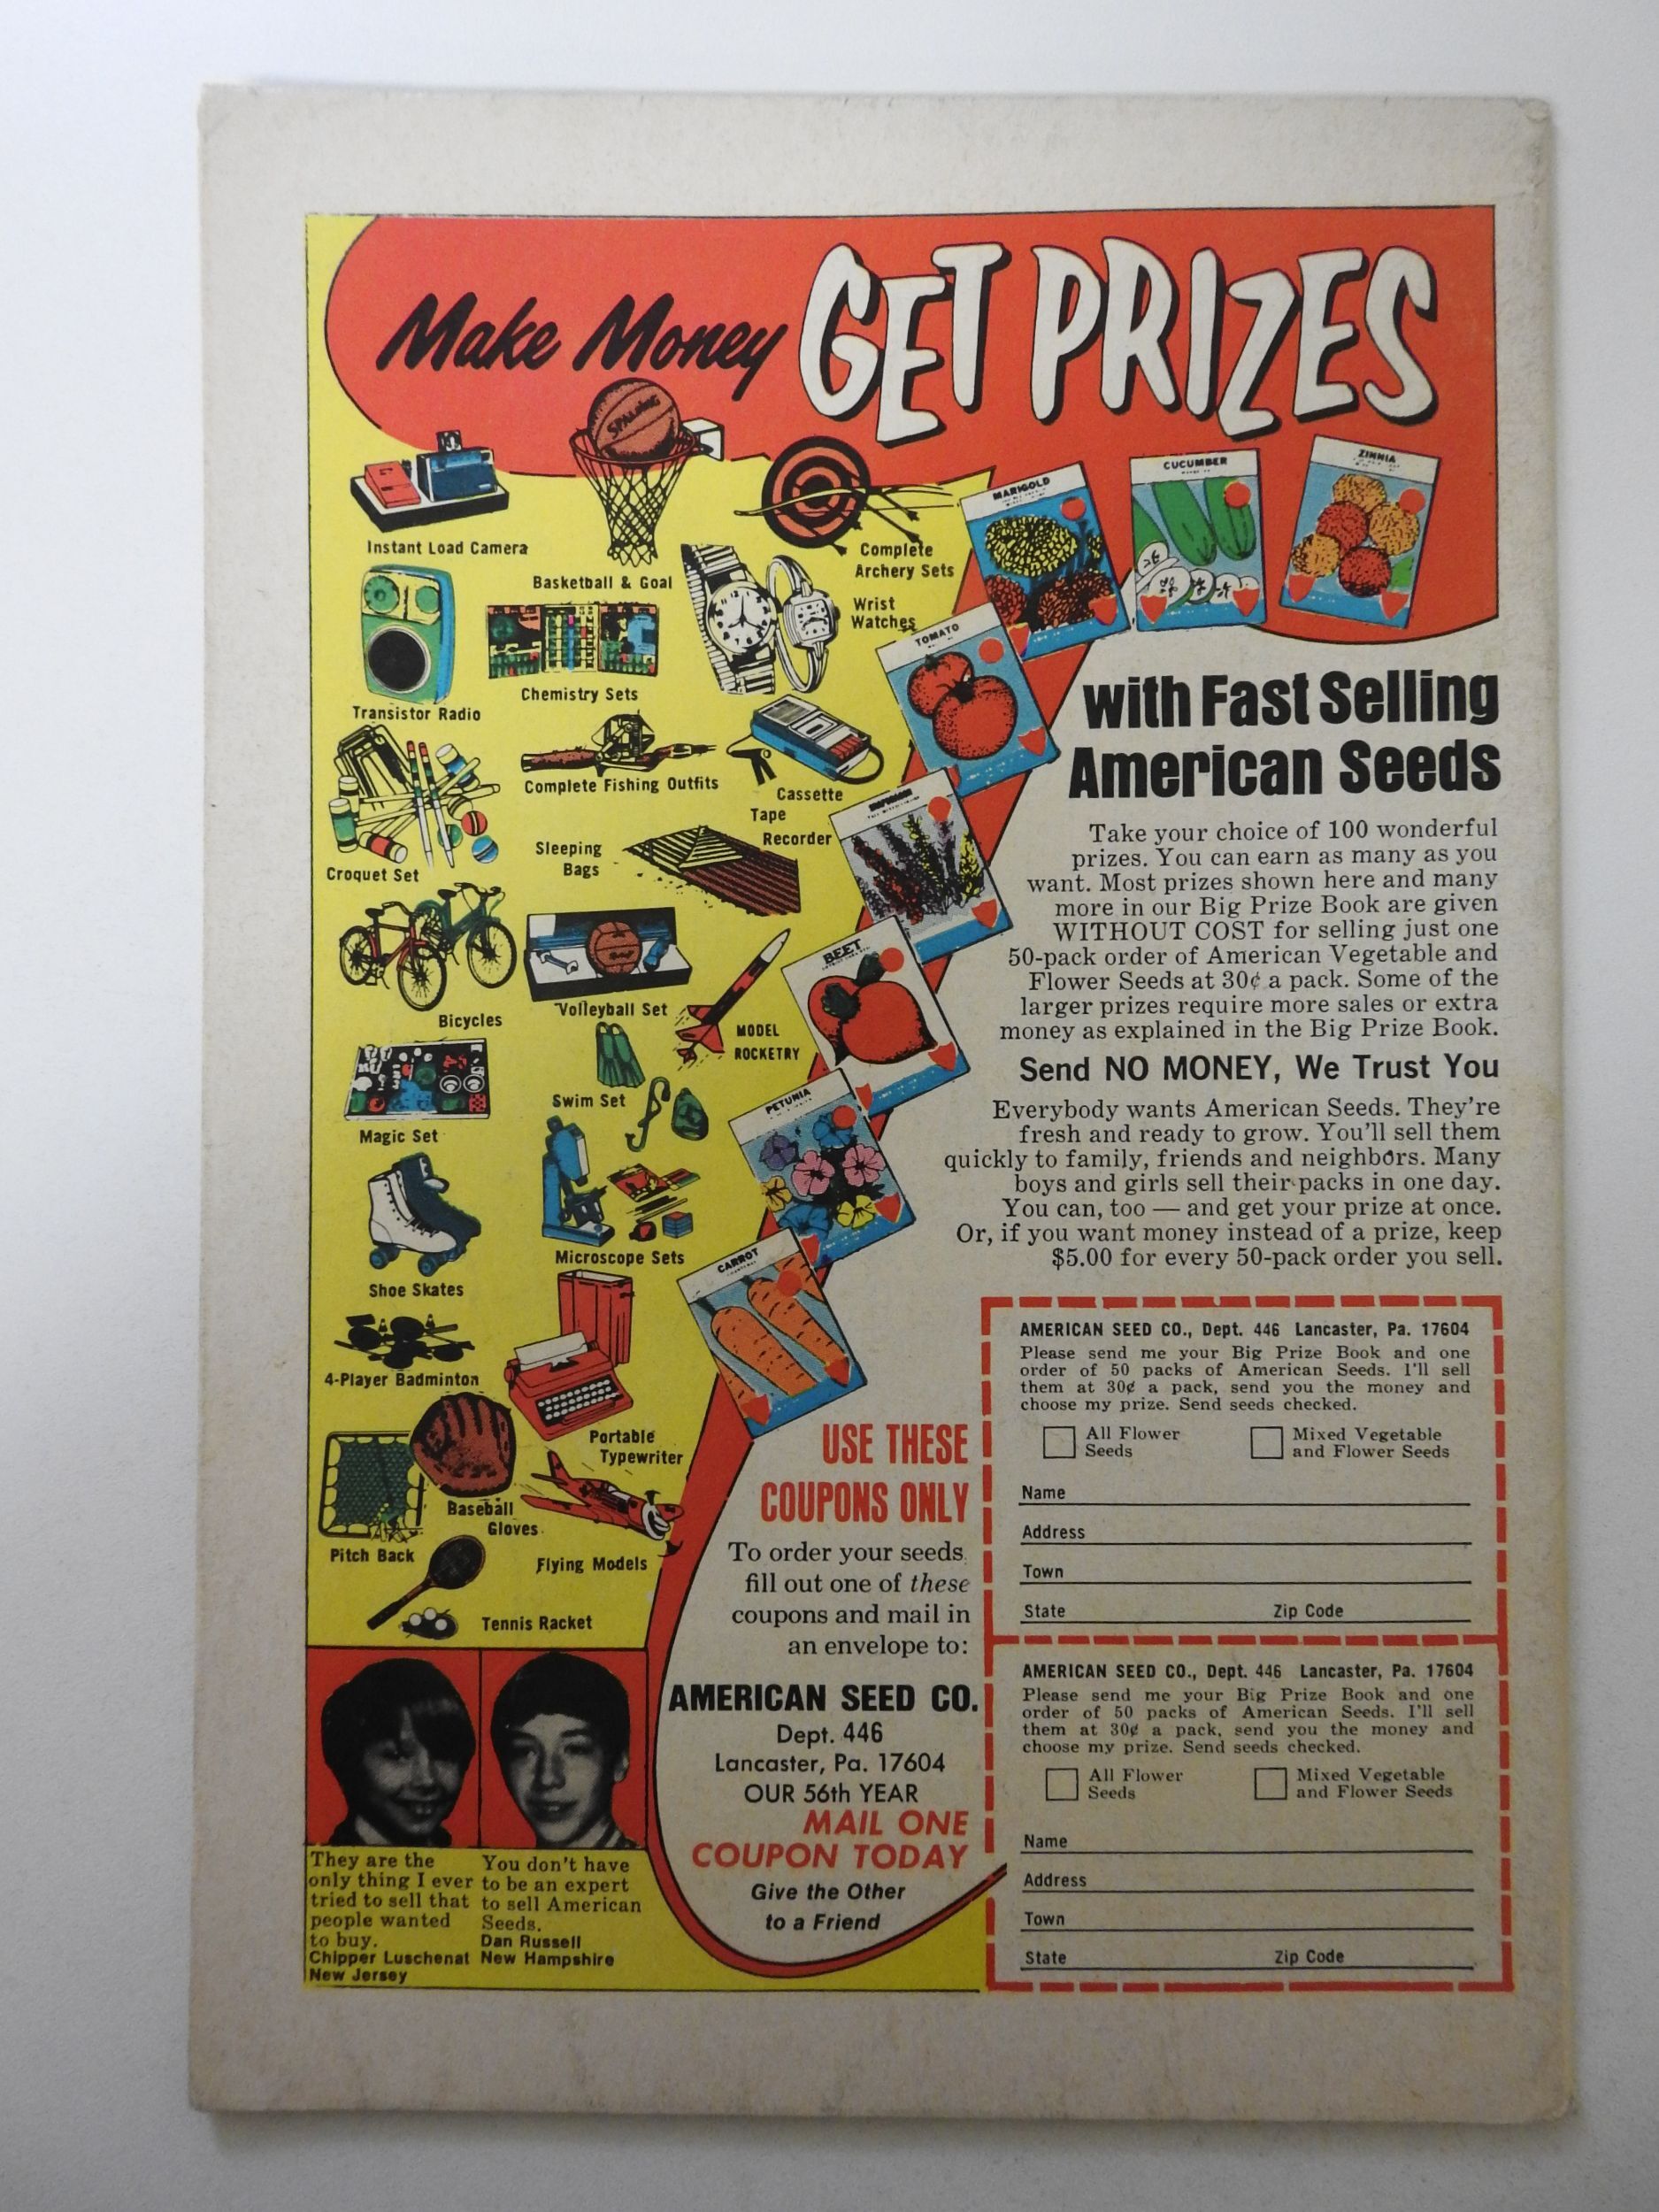 Make Money GET PRIZES
SPALDING
Instant Load Camera
Basketball & Goal
Complete
Archery Sets
Wrist
Watches
Transistor Radio
Chemistry Sets
Complete Fishing Outfits
Cassette
Tape
Recorder
Croquet Set
Sleeping
Bags
Bicycles
Volleyball Set
MODEL
ROCKETRY
Magic Set
Swim Set
Shoe Skates
Microscope Sets
4-Player Badminton
Portable
Typewriter
Baseball
Gloves
Pitch Back
Flying Models
Tennis Racket
MARIGOLD
CUCUMBER
ZINNIA
TOMATO
BEET
PETUNIA
CARROT
with Fast Selling
American Seeds
Take your choice of 100 wonderful
prizes. You can earn as many as you
want. Most prizes shown here and many
more in our Big Prize Book are given
WITHOUT COST for selling just one
50-pack order of American Vegetable and
Flower Seeds at 30¢ a pack. Some of the
larger prizes require more sales or extra
money as explained in the Big Prize Book.
Send NO MONEY, We Trust You
Everybody wants American Seeds. They're
fresh and ready to grow. You'll sell them
quickly to family, friends and neighbors. Many
boys and girls sell their packs in one day.
You can, too — and get your prize at once.
Or, if you want money instead of a prize, keep
$5.00 for every 50-pack order you sell.
USE THESE
COUPONS ONLY
To order your seeds
fill out one of these
coupons and mail in
an envelope to:
AMERICAN SEED CO.
Dept. 446
Lancaster, Pa. 17604
OUR 56th YEAR
MAIL ONE
COUPON TODAY
Give the Other
to a Friend
AMERICAN SEED CO., Dept. 446 Lancaster, Pa. 17604
Please send me your Big Prize Book and one
order of 50 packs of American Seeds. I'll sell
them at 30¢ a pack, send you the money and
choose my prize. Send seeds checked.
All Flower
Seeds
Mixed Vegetable
and Flower Seeds
Name
Address
Town
State Zip Code
AMERICAN SEED CO., Dept. 446 Lancaster, Pa. 17604
Please send me your Big Prize Book and one
order of 50 packs of American Seeds. I'll sell
them at 30¢ a pack, send you the money and
choose my prize. Send seeds checked.
All Flower
Seeds
Mixed Vegetable
and Flower Seeds
Name
Address
Town
State Zip Code
They are the
only thing I ever
tried to sell that
people wanted
to buy.
Chipper Luschenat
New Jersey
You don't have
to be an expert
to sell American
Seeds.
Dan Russell
New Hampshire